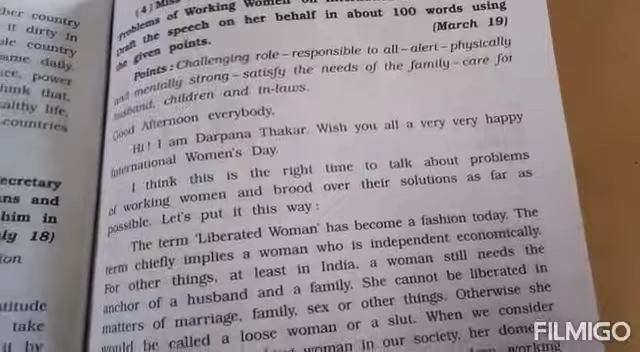 her country
it dirty in
ole country
ame daily.
ce, power
hink that,
althy life.
countries
ecretary
ns and
him in
ly 18)
ion
titude
take
it by
(4) Miss
Problems of Working Women on
Draft the speech on her behalf in about 100 words using
the given points. (March 19)
Points : Challenging role – responsible to all – alert – physically
and mentally strong – satisfy the needs of the family – care for
husband, children and in-laws.
Good Afternoon everybody,
Hi! I am Darpana Thakar. Wish you all a very very happy
International Women's Day.
I think this is the right time to talk about problems
of working women and brood over their solutions as far as
possible. Let's put it this way :
The term 'Liberated Woman' has become a fashion today. The
term chiefly implies a woman who is independent economically.
For other things, at least in India, a woman still needs the
anchor of a husband and a family. She cannot be liberated in
matters of marriage, family, sex or other things. Otherwise she
would be called a loose woman or a slut. When we consider
woman in our society, her
FILMIGO